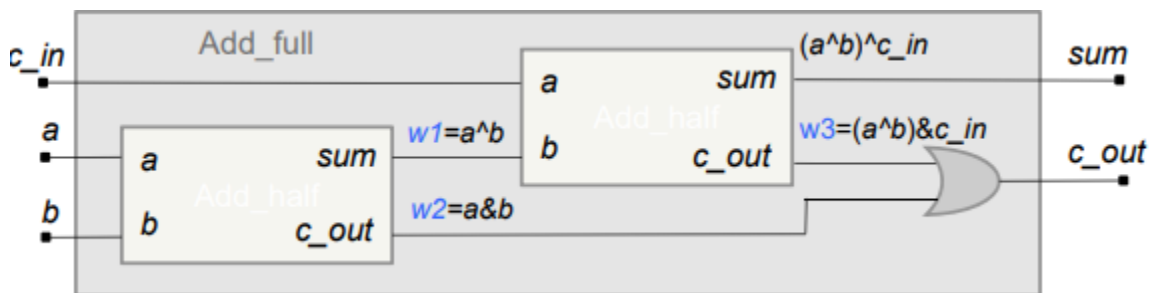 Add_full
c_in
(a^b)^c_in
sum
a
sum
Add_half
a
w1=a^b
b
w3=(a^b)&c_in
c_out
a
sum
c_out
Add_half
b
w2=a&b
b
c_out